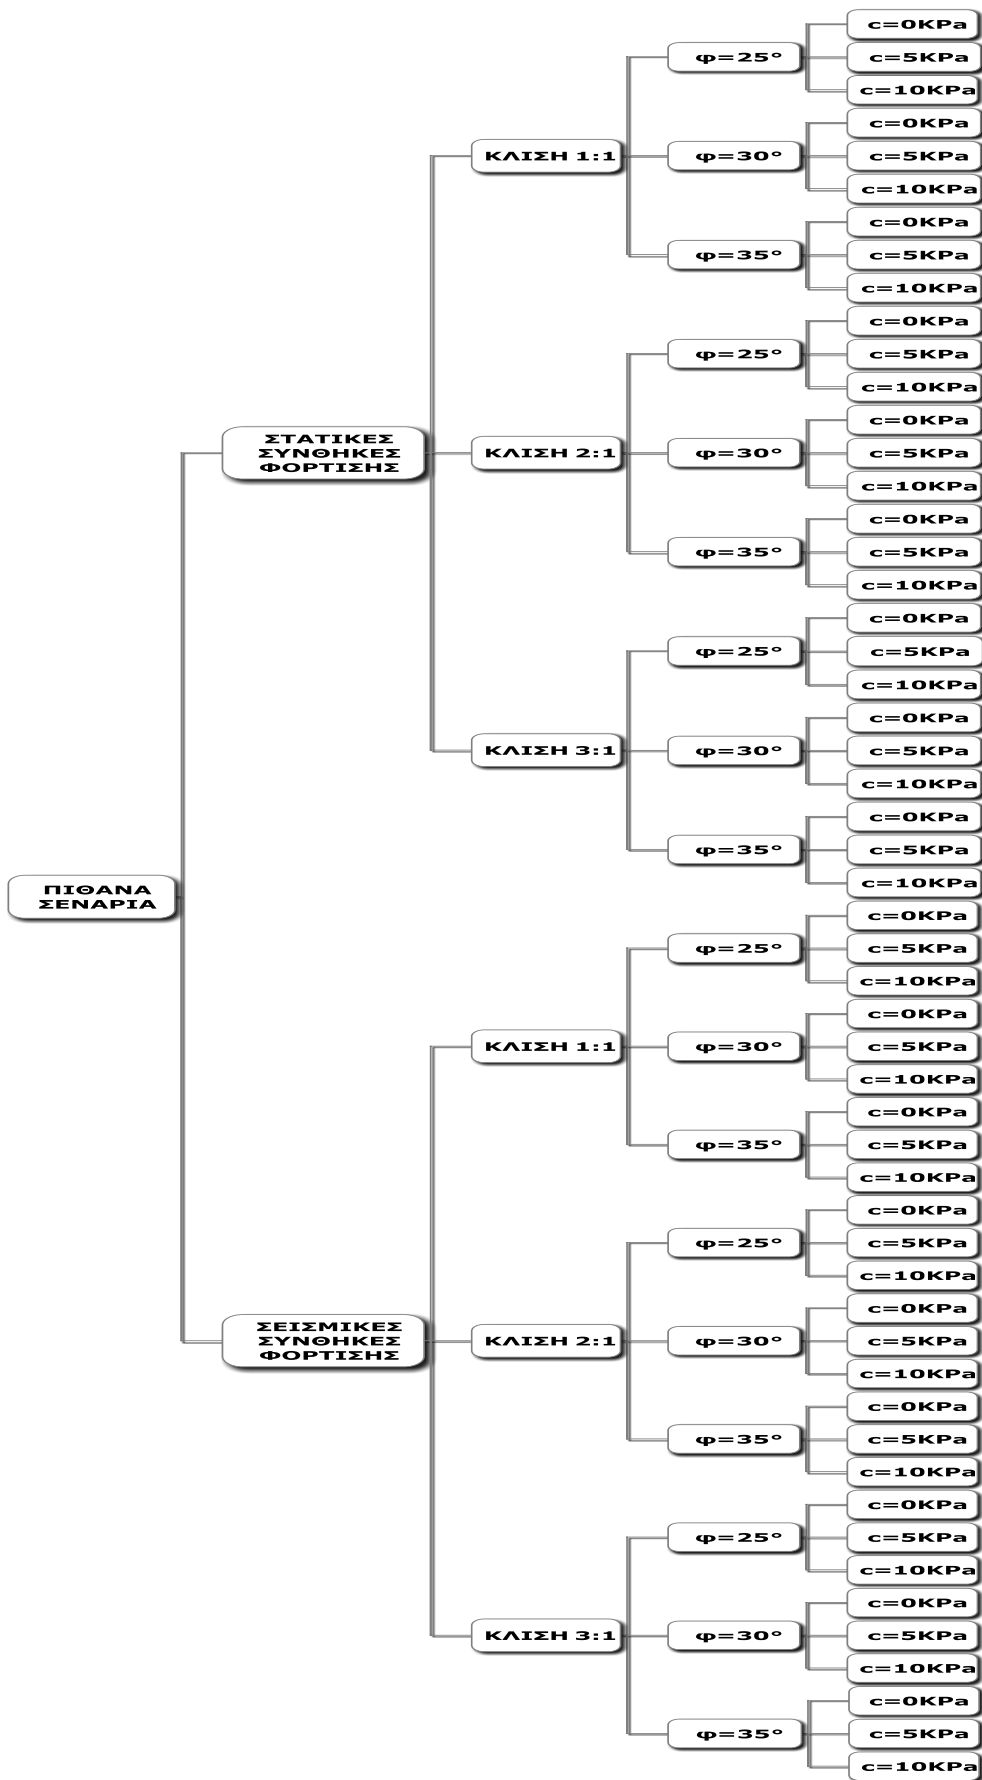 ΠΙΘΑΝΑ
ΣΕΝΑΡΙΑ
ΣΤΑΤΙΚΕΣ
ΣΥΝΘΗΚΕΣ
ΦΟΡΤΙΣΗΣ
ΚΛΙΣΗ 1:1
φ=25°
c=0KPa
c=5KPa
c=10KPa
φ=30°
c=0KPa
c=5KPa
c=10KPa
φ=35°
c=0KPa
c=5KPa
c=10KPa
ΚΛΙΣΗ 2:1
φ=25°
c=0KPa
c=5KPa
c=10KPa
φ=30°
c=0KPa
c=5KPa
c=10KPa
φ=35°
c=0KPa
c=5KPa
c=10KPa
ΚΛΙΣΗ 3:1
φ=25°
c=0KPa
c=5KPa
c=10KPa
φ=30°
c=0KPa
c=5KPa
c=10KPa
φ=35°
c=0KPa
c=5KPa
c=10KPa
ΣΕΙΣΜΙΚΕΣ
ΣΥΝΘΗΚΕΣ
ΦΟΡΤΙΣΗΣ
ΚΛΙΣΗ 1:1
φ=25°
c=0KPa
c=5KPa
c=10KPa
φ=30°
c=0KPa
c=5KPa
c=10KPa
φ=35°
c=0KPa
c=5KPa
c=10KPa
ΚΛΙΣΗ 2:1
φ=25°
c=0KPa
c=5KPa
c=10KPa
φ=30°
c=0KPa
c=5KPa
c=10KPa
φ=35°
c=0KPa
c=5KPa
c=10KPa
ΚΛΙΣΗ 3:1
φ=25°
c=0KPa
c=5KPa
c=10KPa
φ=30°
c=0KPa
c=5KPa
c=10KPa
φ=35°
c=0KPa
c=5KPa
c=10KPa